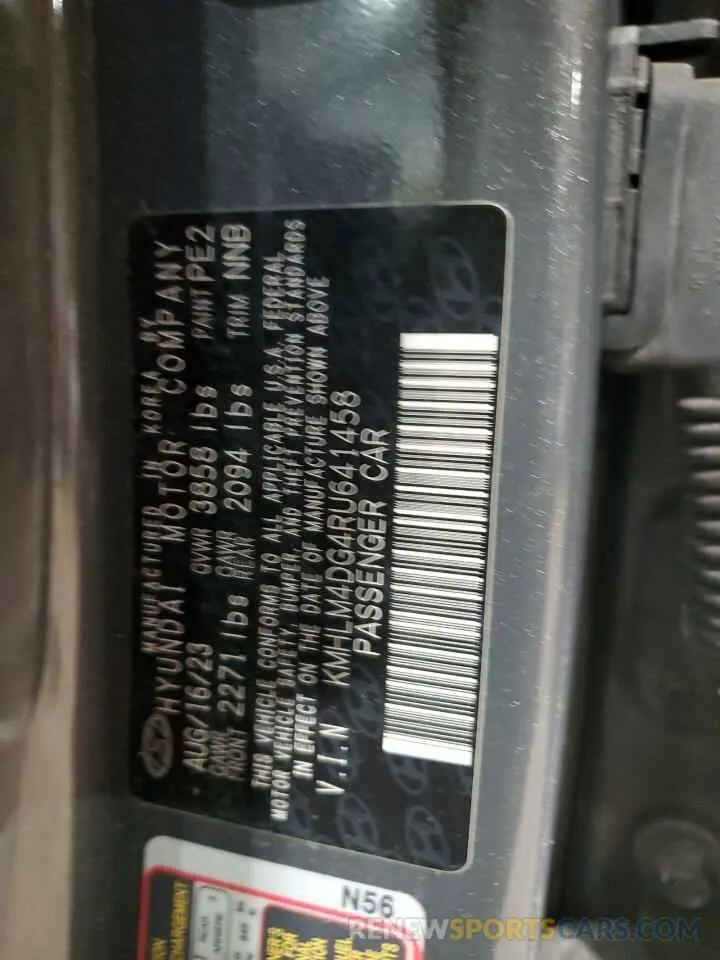 MANUFACTURED IN KOREA BY
HYUNDAI MOTOR COMPANY
AUG/16/23 GVWR 3858 lbs PAINT PE2
GAWR FRONT 2271 lbs GAWR REAR 2094 lbs TRIM NNB
THIS VEHICLE CONFORMS TO ALL APPLICABLE U.S.A. FEDERAL
MOTOR VEHICLE SAFETY, BUMPER, AND THEFT PREVENTION STANDARDS
IN EFFECT ON THE DATE OF MANUFACTURE SHOWN ABOVE
V.I.N KMHLM4DG4RU641458
PASSENGER CAR
N56
RENEWSPORTSCARS.COM